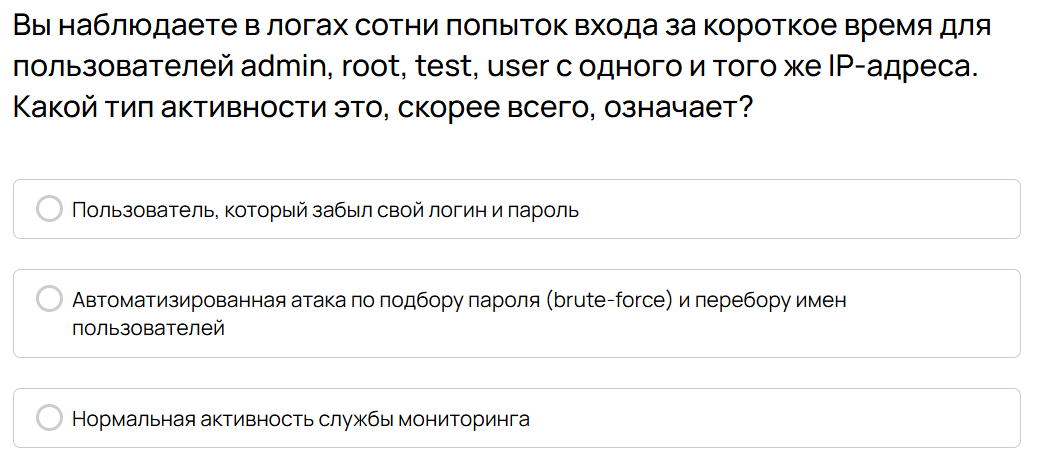 Вы наблюдаете в логах сотни попыток входа за короткое время для
пользователей admin, root, test, user с одного и того же IP-адреса.
Какой тип активности это, скорее всего, означает?
Пользователь, который забыл свой логин и пароль
Автоматизированная атака по подбору пароля (brute-force) и перебору имен
пользователей
Нормальная активность службы мониторинга